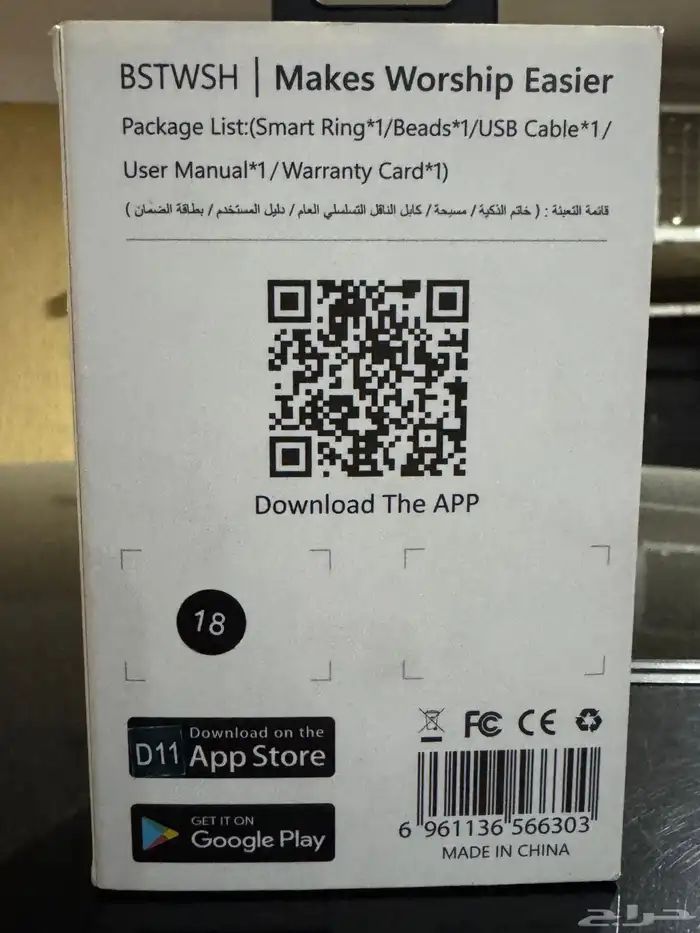 BSTWSH | Makes Worship Easier
Package List:(Smart Ring*1/Beads*1/USB Cable*1/
User Manual*1/Warranty Card*1)
قائمة التعبئة : ( خاتم الذكية / مسبحة / كابل الناقل التسلسلي العام / دليل المستخدم / بطاقة الضمان )
Download The APP
18
D11
Download on the
App Store
GET IT ON
Google Play
FC CE
6 961136 566303
MADE IN CHINA
حراج